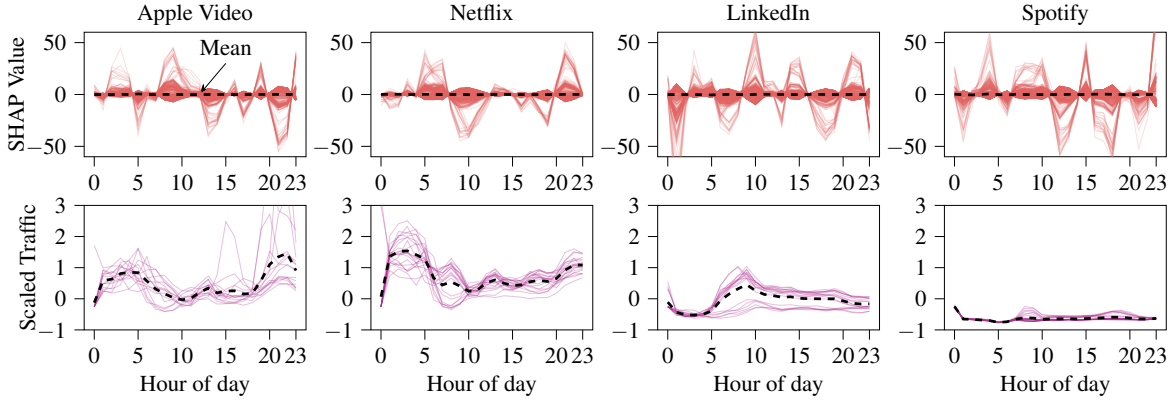 Apple Video Netflix LinkedIn Spotify
SHAP Value
50 50 50 50
Mean
0 0 0 0
−50 −50 −50 −50
0 5 10 15 20 23 0 5 10 15 20 23 0 5 10 15 20 23 0 5 10 15 20 23
Scaled Traffic
3 3 3 3
2 2 2 2
1 1 1 1
0 0 0 0
−1 −1 −1 −1
0 5 10 15 20 23 0 5 10 15 20 23 0 5 10 15 20 23 0 5 10 15 20 23
Hour of day Hour of day Hour of day Hour of day